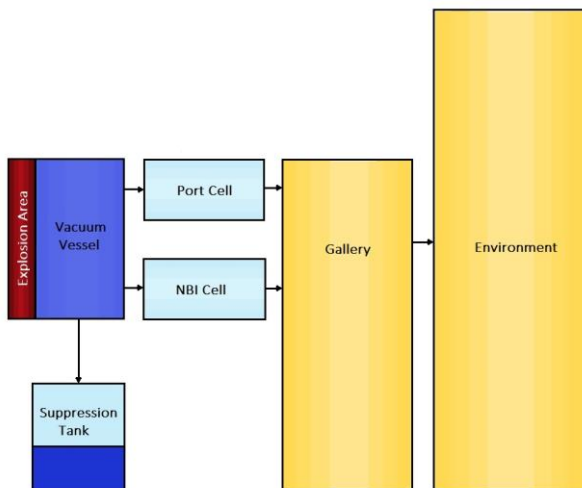 Explosion Area
Vacuum
Vessel
Port Cell
NBI Cell
Gallery
Environment
Suppression
Tank